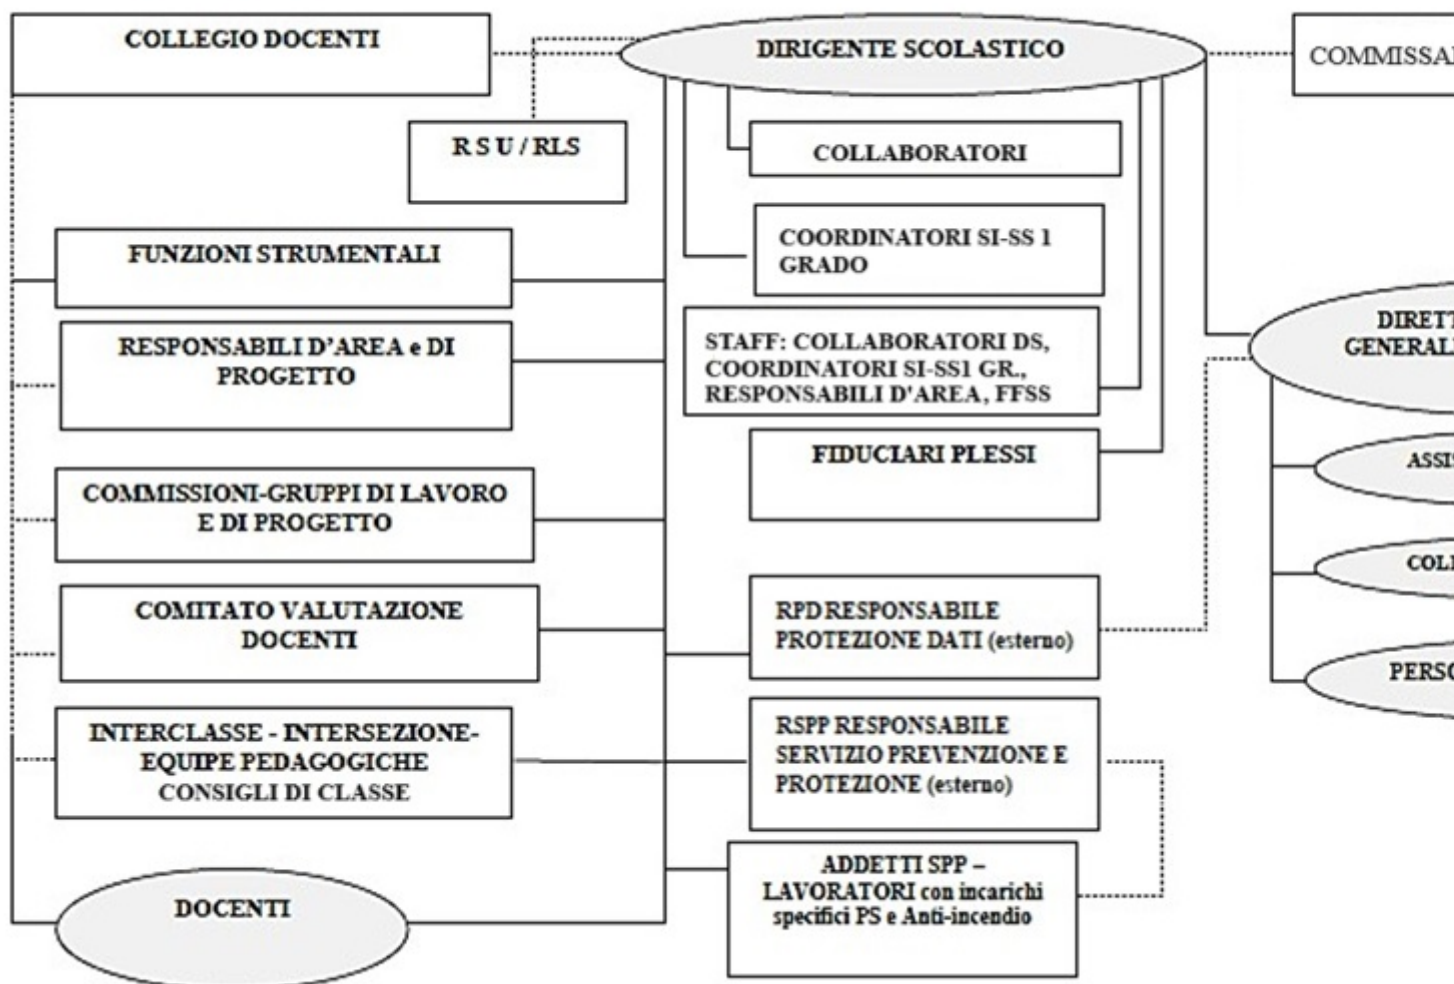 COLLEGIO DOCENTI
DIRIGENTE SCOLASTICO
R S U / RLS
COLLABORATORI
COORDINATORI SI-SS 1
GRADO
FUNZIONI STRUMENTALI
RESPONSABILI D'AREA e DI
PROGETTO
STAFF: COLLABORATORI DS,
COORDINATORI SI-SS1 GR.,
RESPONSABILI D'AREA, FFSS
FIDUCIARI PLESSI
COMMISSIONI-GRUPPI DI LAVORO
E DI PROGETTO
COMITATO VALUTAZIONE
DOCENTI
RPD RESPONSABILE
PROTEZIONE DATI (esterno)
INTERCLASSE - INTERSEZIONE-
EQUIPE PEDAGOGICHE
CONSIGLI DI CLASSE
RSPP RESPONSABILE
SERVIZIO PREVENZIONE E
PROTEZIONE (esterno)
DOCENTI
ADDETTI SPP –
LAVORATORI con incarichi
specifici PS e Anti-incendio